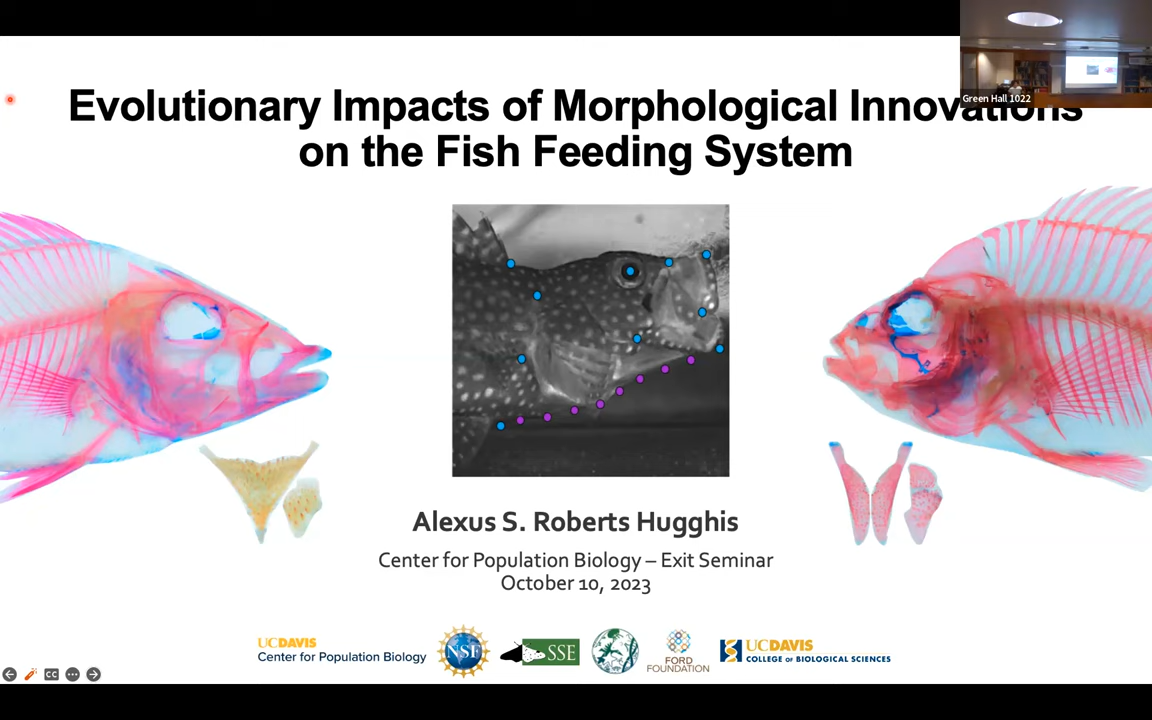 Green Hall 1022
Evolutionary Impacts of Morphological Innovations
on the Fish Feeding System
Alexus S. Roberts Hugghis
Center for Population Biology – Exit Seminar
October 10, 2023
UCDAVIS
Center for Population Biology
NSF
SSE
FORD
FOUNDATION
UCDAVIS
COLLEGE OF BIOLOGICAL SCIENCES
CC